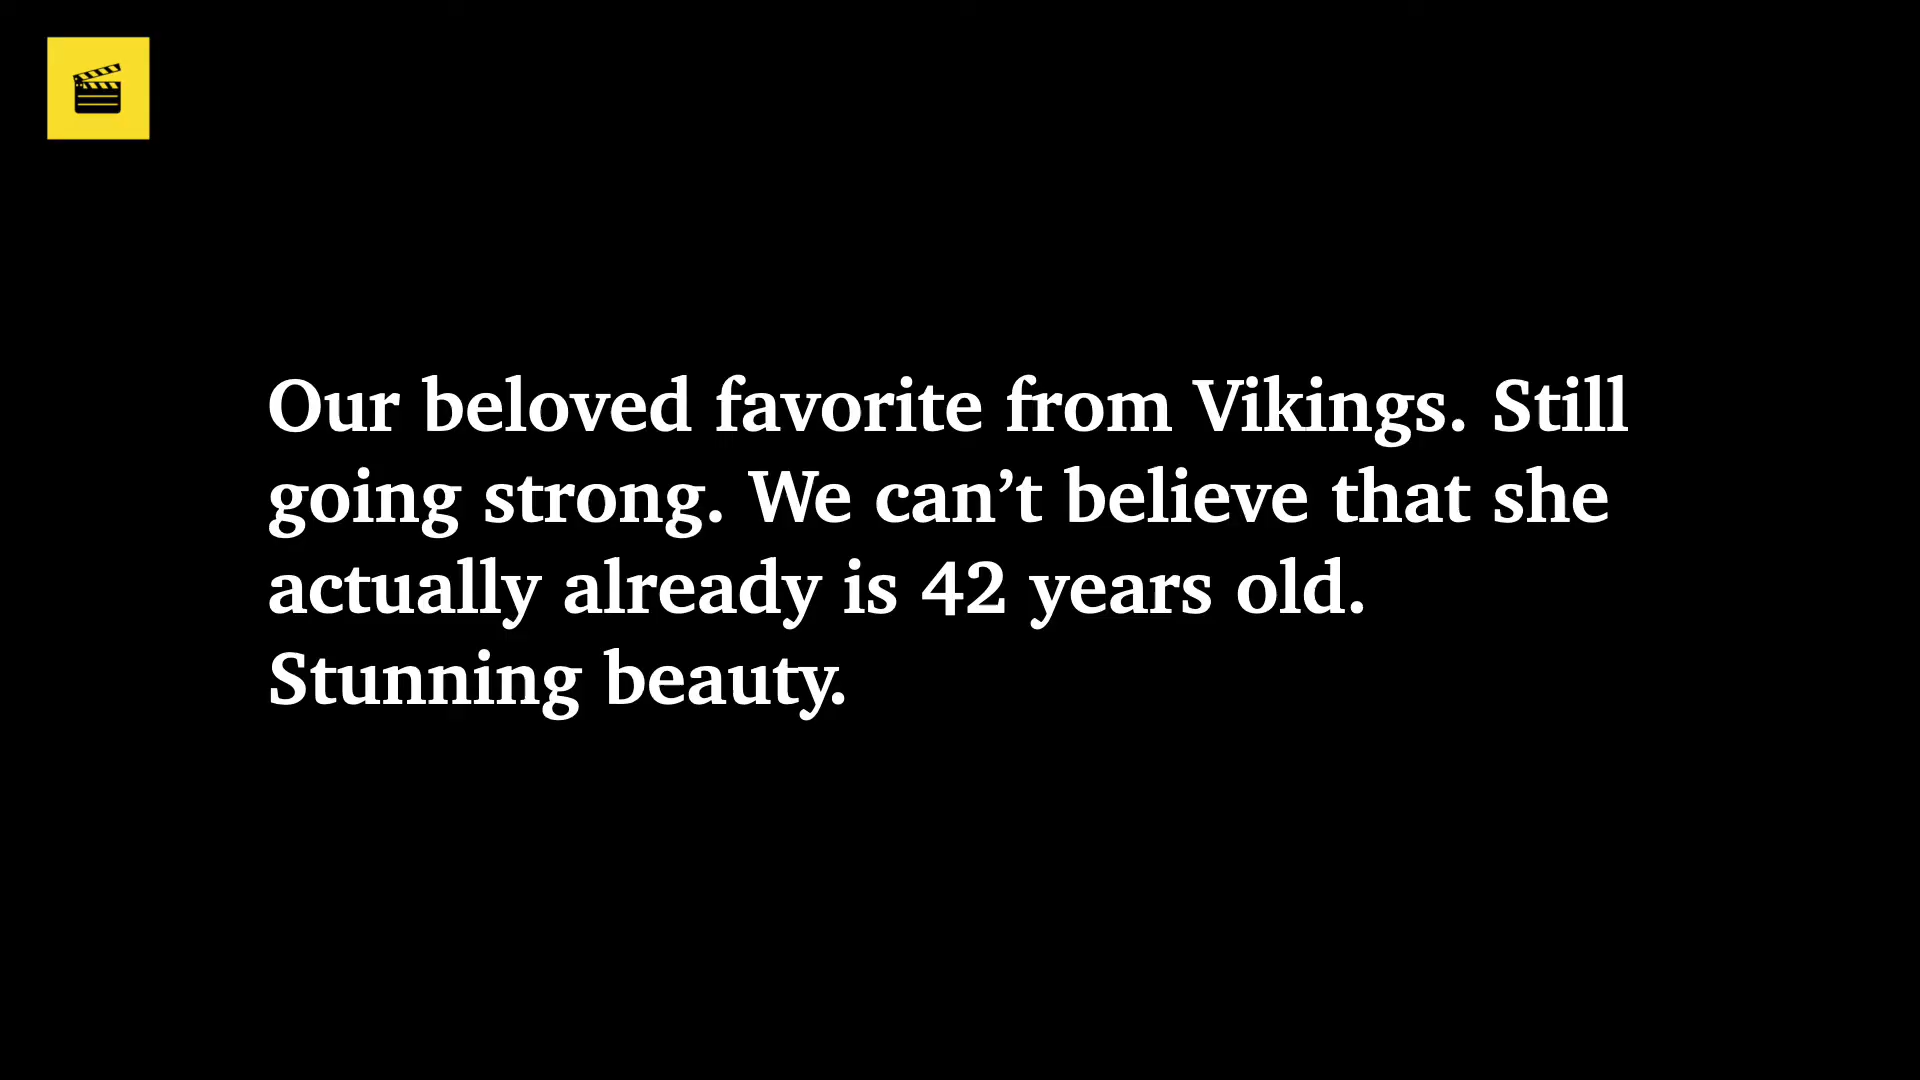 Our beloved favorite from Vikings. Still
going strong. We can’t believe that she
actually already is 42 years old.
Stunning beauty.